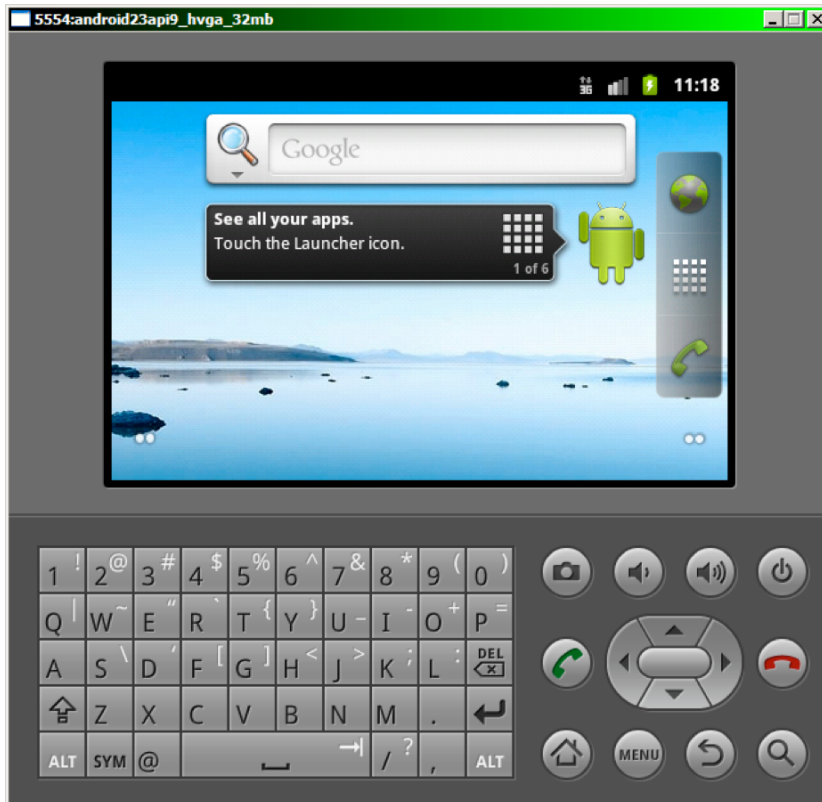 5554:android23api9_hvga_32mb
3G 11:18
Google
See all your apps.
Touch the Launcher icon.
1 of 6
1 ! 2 @ 3 # 4 $ 5 % 6 ^ 7 & 8 * 9 ( 0 )
Q | W ~ E " R ` T { Y } U _ I - O + P =
A S \ D ' F [ G ] H < J > K ; L : DEL
Z X C V B N M .
ALT SYM @ / ? , ALT
MENU